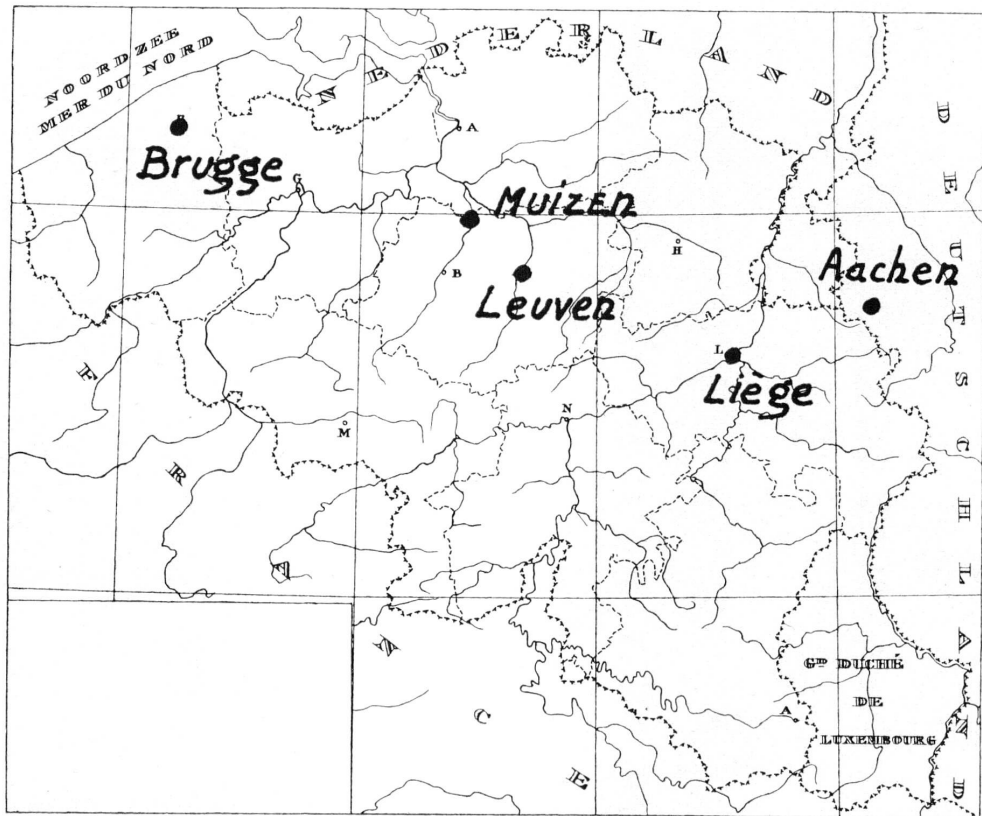 NOORDZEE
MER DU NORD
NEDERLAND
DEUTSCHLAND
B
Brugge
A
G
MUIZEN
B
Leuven
H
Aachen
L
Liège
FRANCE
M
N
GD DUCHÉ
DE
LUXEMBOURG
A